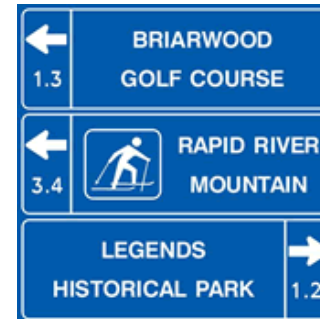 BRIARWOOD
1.3 GOLF COURSE
RAPID RIVER
3.4 MOUNTAIN
LEGENDS
HISTORICAL PARK 1.2